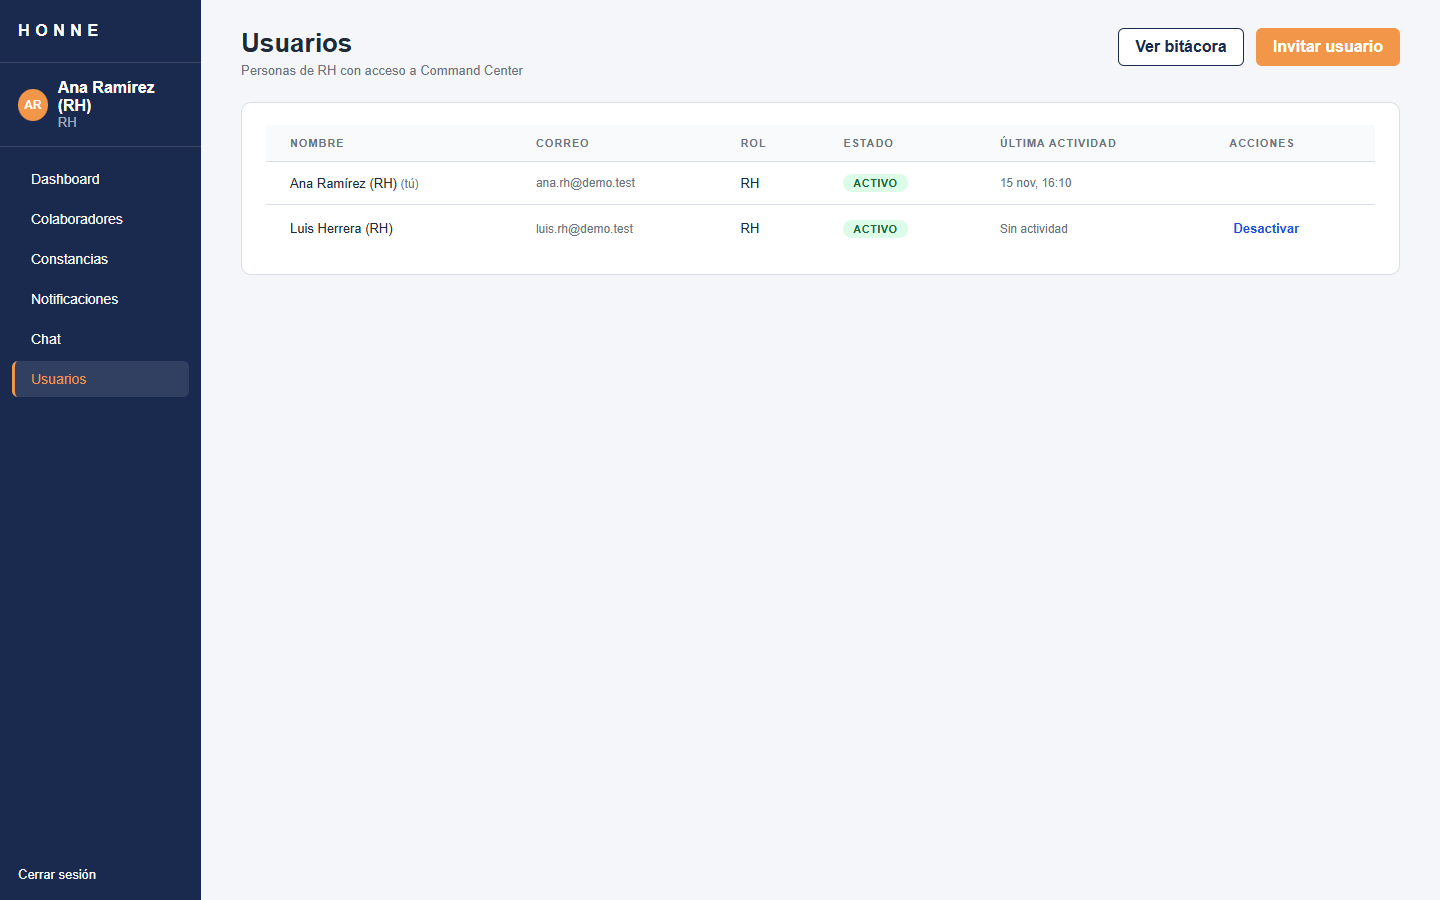 HONNE
AR
Ana Ramírez
(RH)
RH
Dashboard
Colaboradores
Constancias
Notificaciones
Chat
Usuarios
Cerrar sesión
Usuarios
Personas de RH con acceso a Command Center
Ver bitácora
Invitar usuario
NOMBRE CORREO ROL ESTADO ÚLTIMA ACTIVIDAD ACCIONES
Ana Ramírez (RH) (tú) ana.rh@demo.test RH ACTIVO 15 nov, 16:10
Luis Herrera (RH) luis.rh@demo.test RH ACTIVO Sin actividad Desactivar